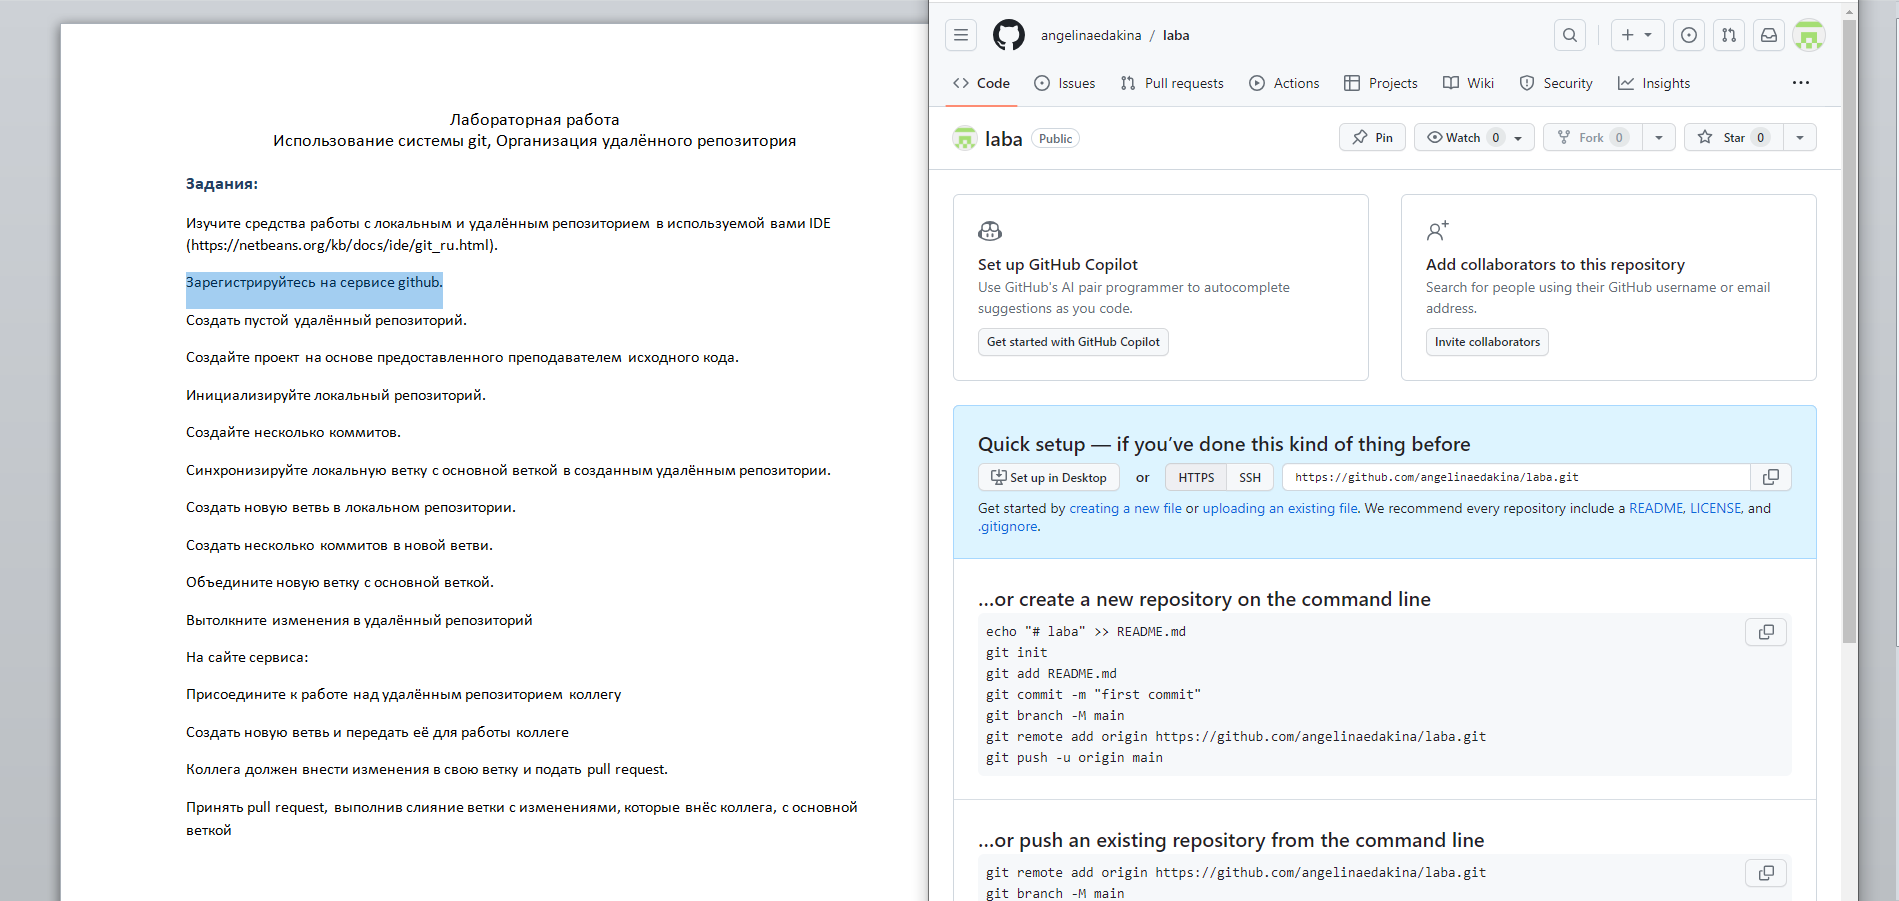 Лабораторная работа
Использование системы git, Организация удалённого репозитория
Задания:
Изучите средства работы с локальным и удалённым репозиторием в используемой вами IDE
(https://netbeans.org/kb/docs/ide/git_ru.html).
Зарегистрируйтесь на сервисе github.
Создать пустой удалённый репозиторий.
Создайте проект на основе предоставленного преподавателем исходного кода.
Инициализируйте локальный репозиторий.
Создайте несколько коммитов.
Синхронизируйте локальную ветку с основной веткой в созданным удалённым репозитории.
Создать новую ветвь в локальном репозитории.
Создать несколько коммитов в новой ветви.
Объедините новую ветку с основной веткой.
Вытолкните изменения в удалённый репозиторий
На сайте сервиса:
Присоедините к работе над удалённым репозиторием коллегу
Создать новую ветвь и передать её для работы коллеге
Коллега должен внести изменения в свою ветку и подать pull request.
Принять pull request, выполнив слияние ветки с изменениями, которые внёс коллега, с основной
веткой
angelinaedakina / laba
Code Issues Pull requests Actions Projects Wiki Security Insights
laba Public Pin Watch 0 Fork 0 Star 0
Set up GitHub Copilot
Use GitHub's AI pair programmer to autocomplete
suggestions as you code.
Get started with GitHub Copilot
Add collaborators to this repository
Search for people using their GitHub username or email
address.
Invite collaborators
Quick setup — if you’ve done this kind of thing before
Set up in Desktop or HTTPS SSH https://github.com/angelinaedakina/laba.git
Get started by creating a new file or uploading an existing file. We recommend every repository include a README, LICENSE, and
.gitignore.
…or create a new repository on the command line
echo "# laba" >> README.md
git init
git add README.md
git commit -m "first commit"
git branch -M main
git remote add origin https://github.com/angelinaedakina/laba.git
git push -u origin main
…or push an existing repository from the command line
git remote add origin https://github.com/angelinaedakina/laba.git
git branch -M main